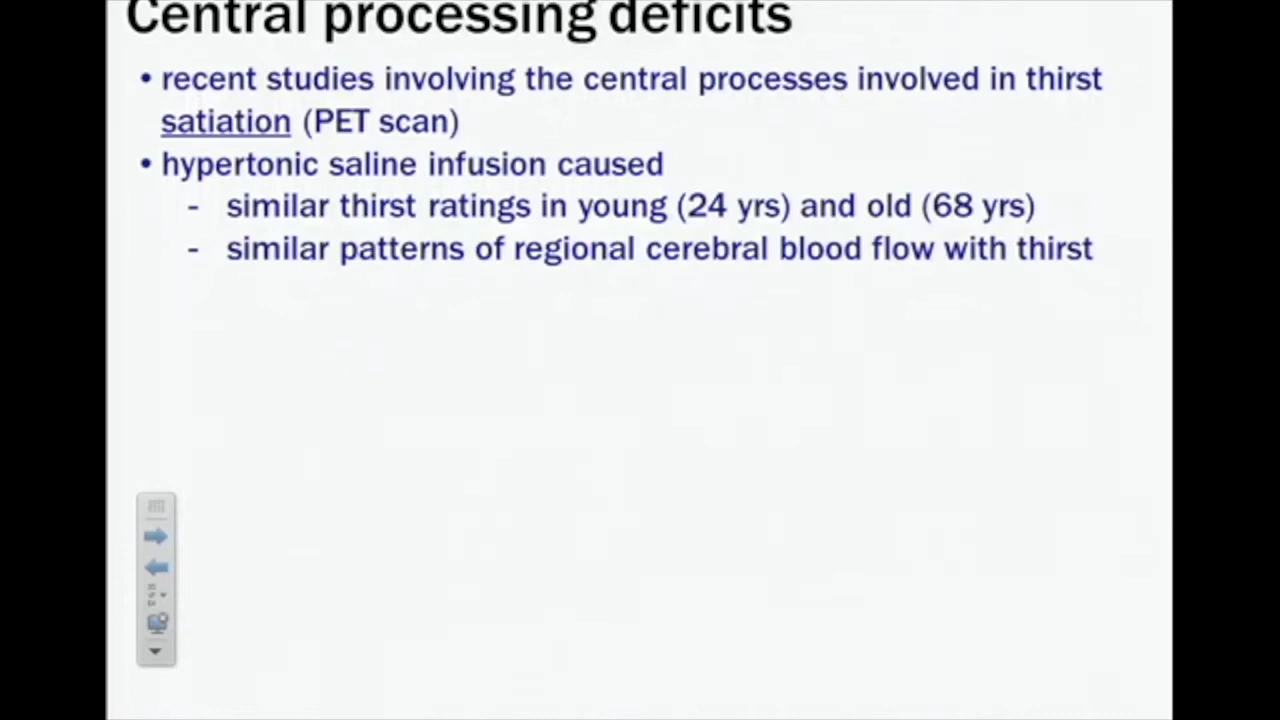 Central processing deficits
• recent studies involving the central processes involved in thirst
satiation (PET scan)
• hypertonic saline infusion caused
- similar thirst ratings in young (24 yrs) and old (68 yrs)
- similar patterns of regional cerebral blood flow with thirst